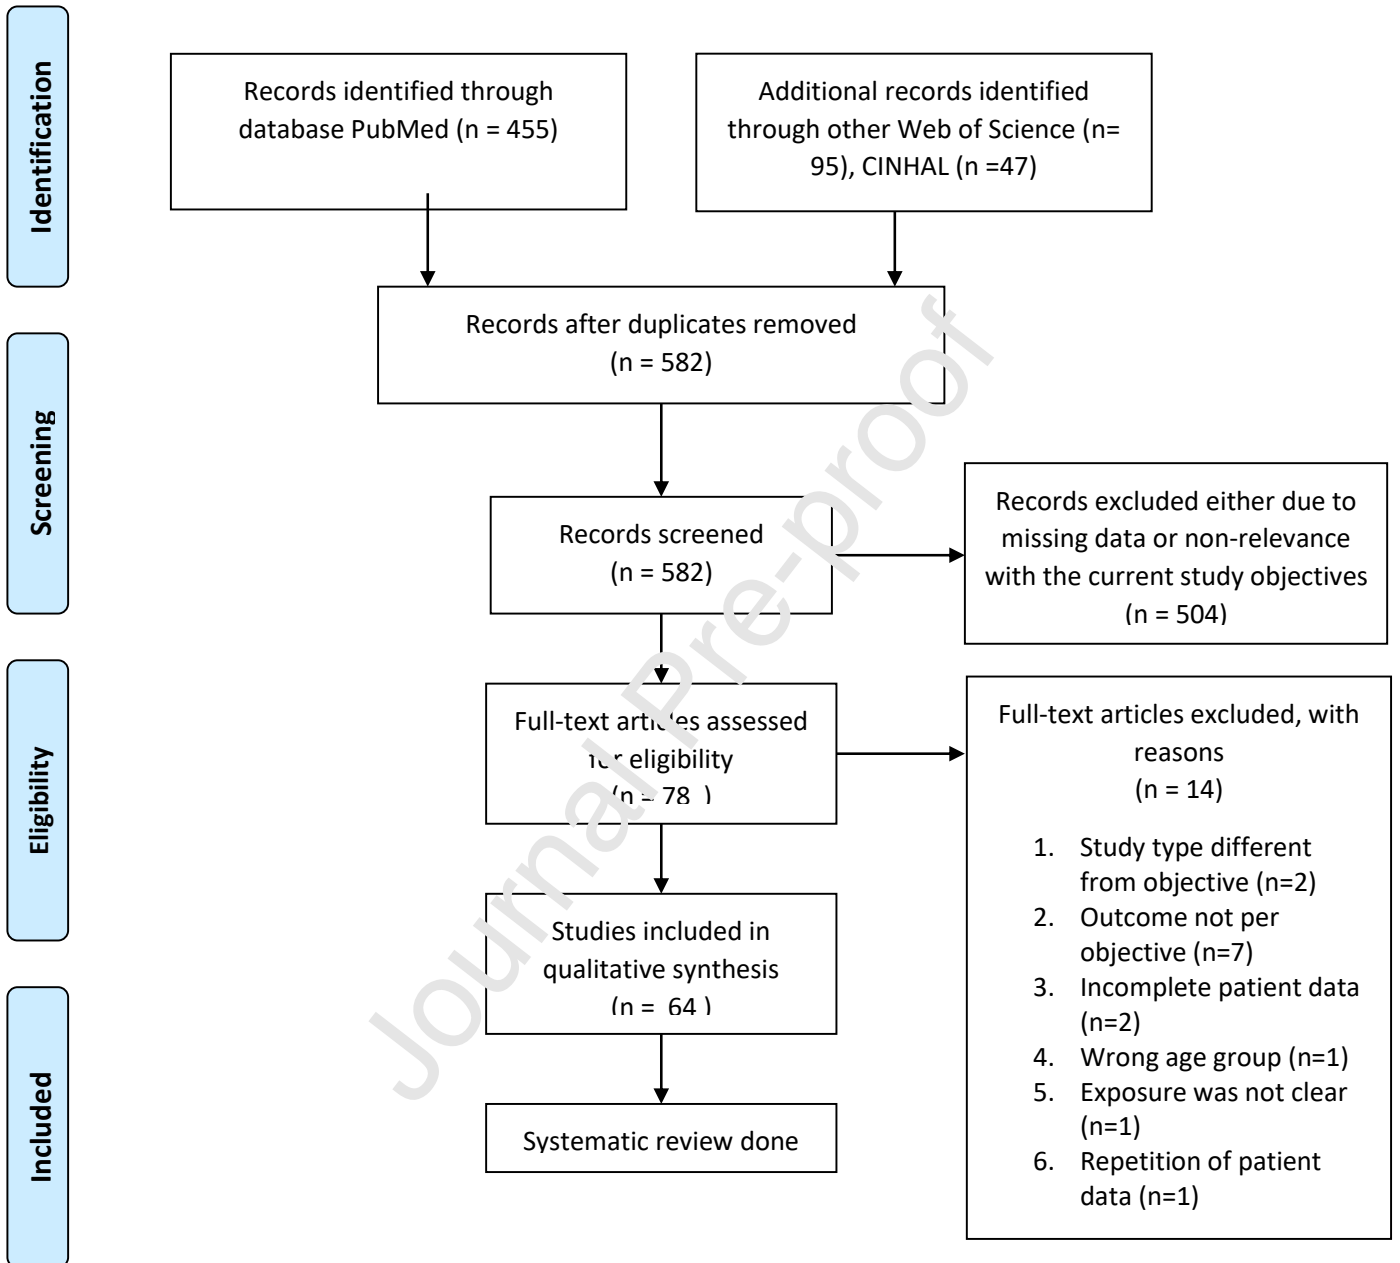 Identification
Records identified through
database PubMed (n = 455)
Additional records identified
through other Web of Science (n=
95), CINHAL (n =47)
Records after duplicates removed
(n = 582)
Screening
Records screened
(n = 582)
Records excluded either due to
missing data or non-relevance
with the current study objectives
(n = 504)
Eligibility
Full-text articles assessed
for eligibility
(n = 78 )
Full-text articles excluded, with
reasons
(n = 14)
1. Study type different
from objective (n=2)
2. Outcome not per
objective (n=7)
3. Incomplete patient data
(n=2)
4. Wrong age group (n=1)
5. Exposure was not clear
(n=1)
6. Repetition of patient
data (n=1)
Studies included in
qualitative synthesis
(n = 64 )
Included
Systematic review done
Journal Pre-proof